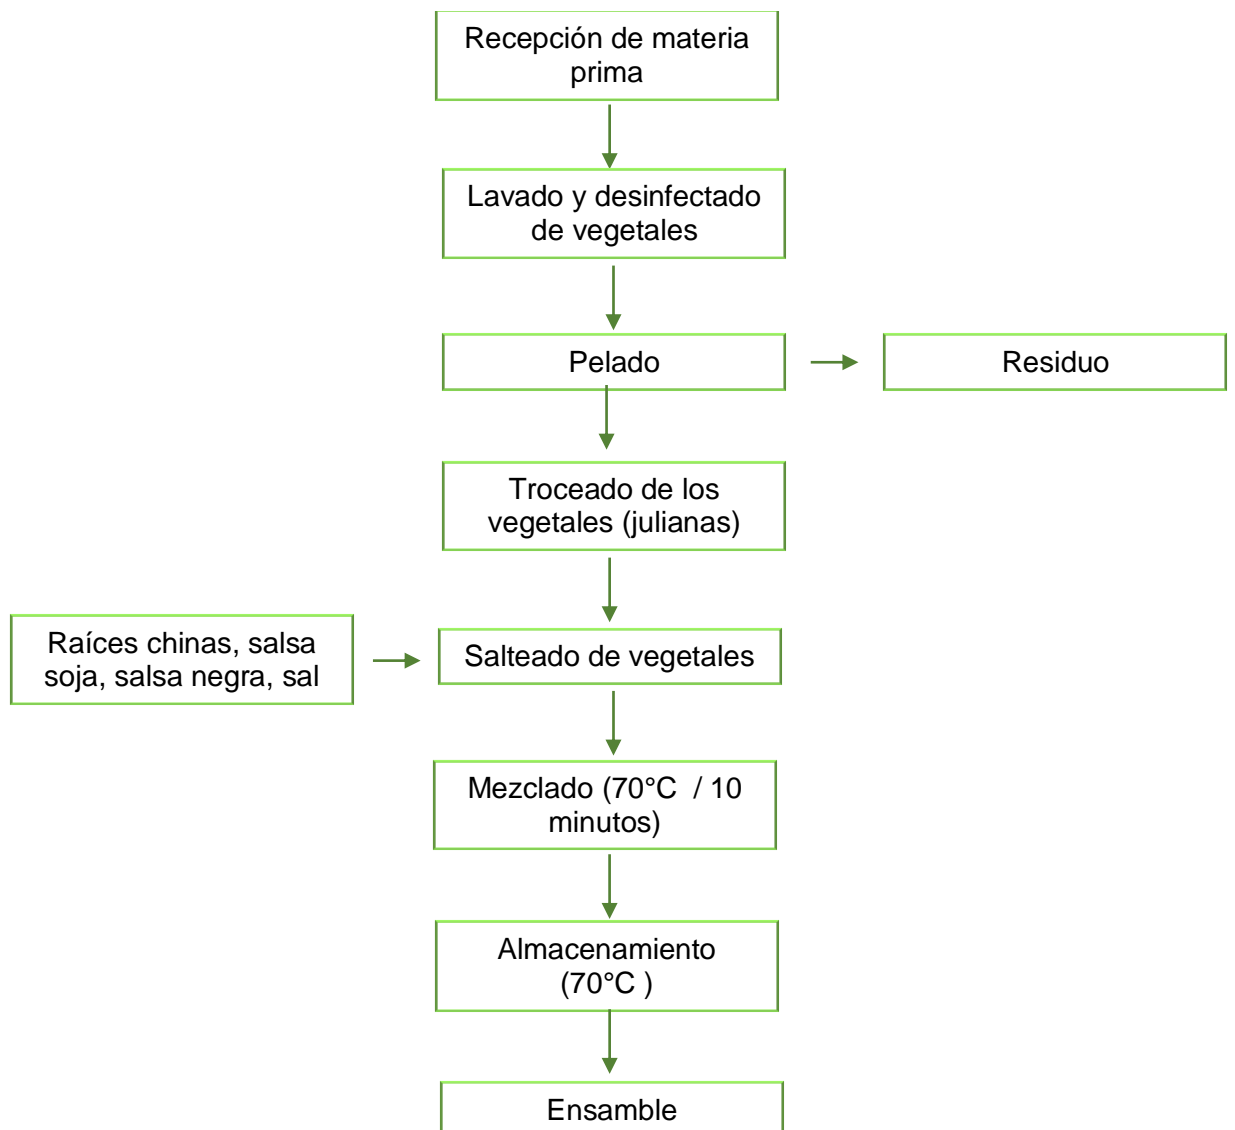 Recepción de materia
prima
Lavado y desinfectado
de vegetales
Pelado
Residuo
Troceado de los
vegetales (julianas)
Raíces chinas, salsa
soja, salsa negra, sal
Salteado de vegetales
Mezclado (70°C / 10
minutos)
Almacenamiento
(70°C )
Ensamble